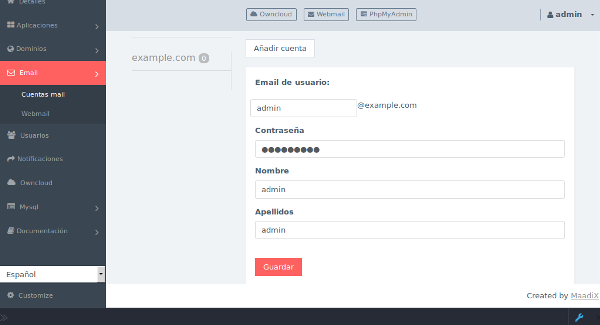 Detalles
Aplicaciones
Dominios
Email
Cuentas mail
Webmail
Usuarios
Notificaciones
Owncloud
Mysql
Documentación
Español
Customize
Owncloud Webmail PhpMyAdmin admin
example.com 0
Añadir cuenta
Email de usuario:
admin @example.com
Contraseña
Nombre
admin
Apellidos
admin
Guardar
Created by MaadiX